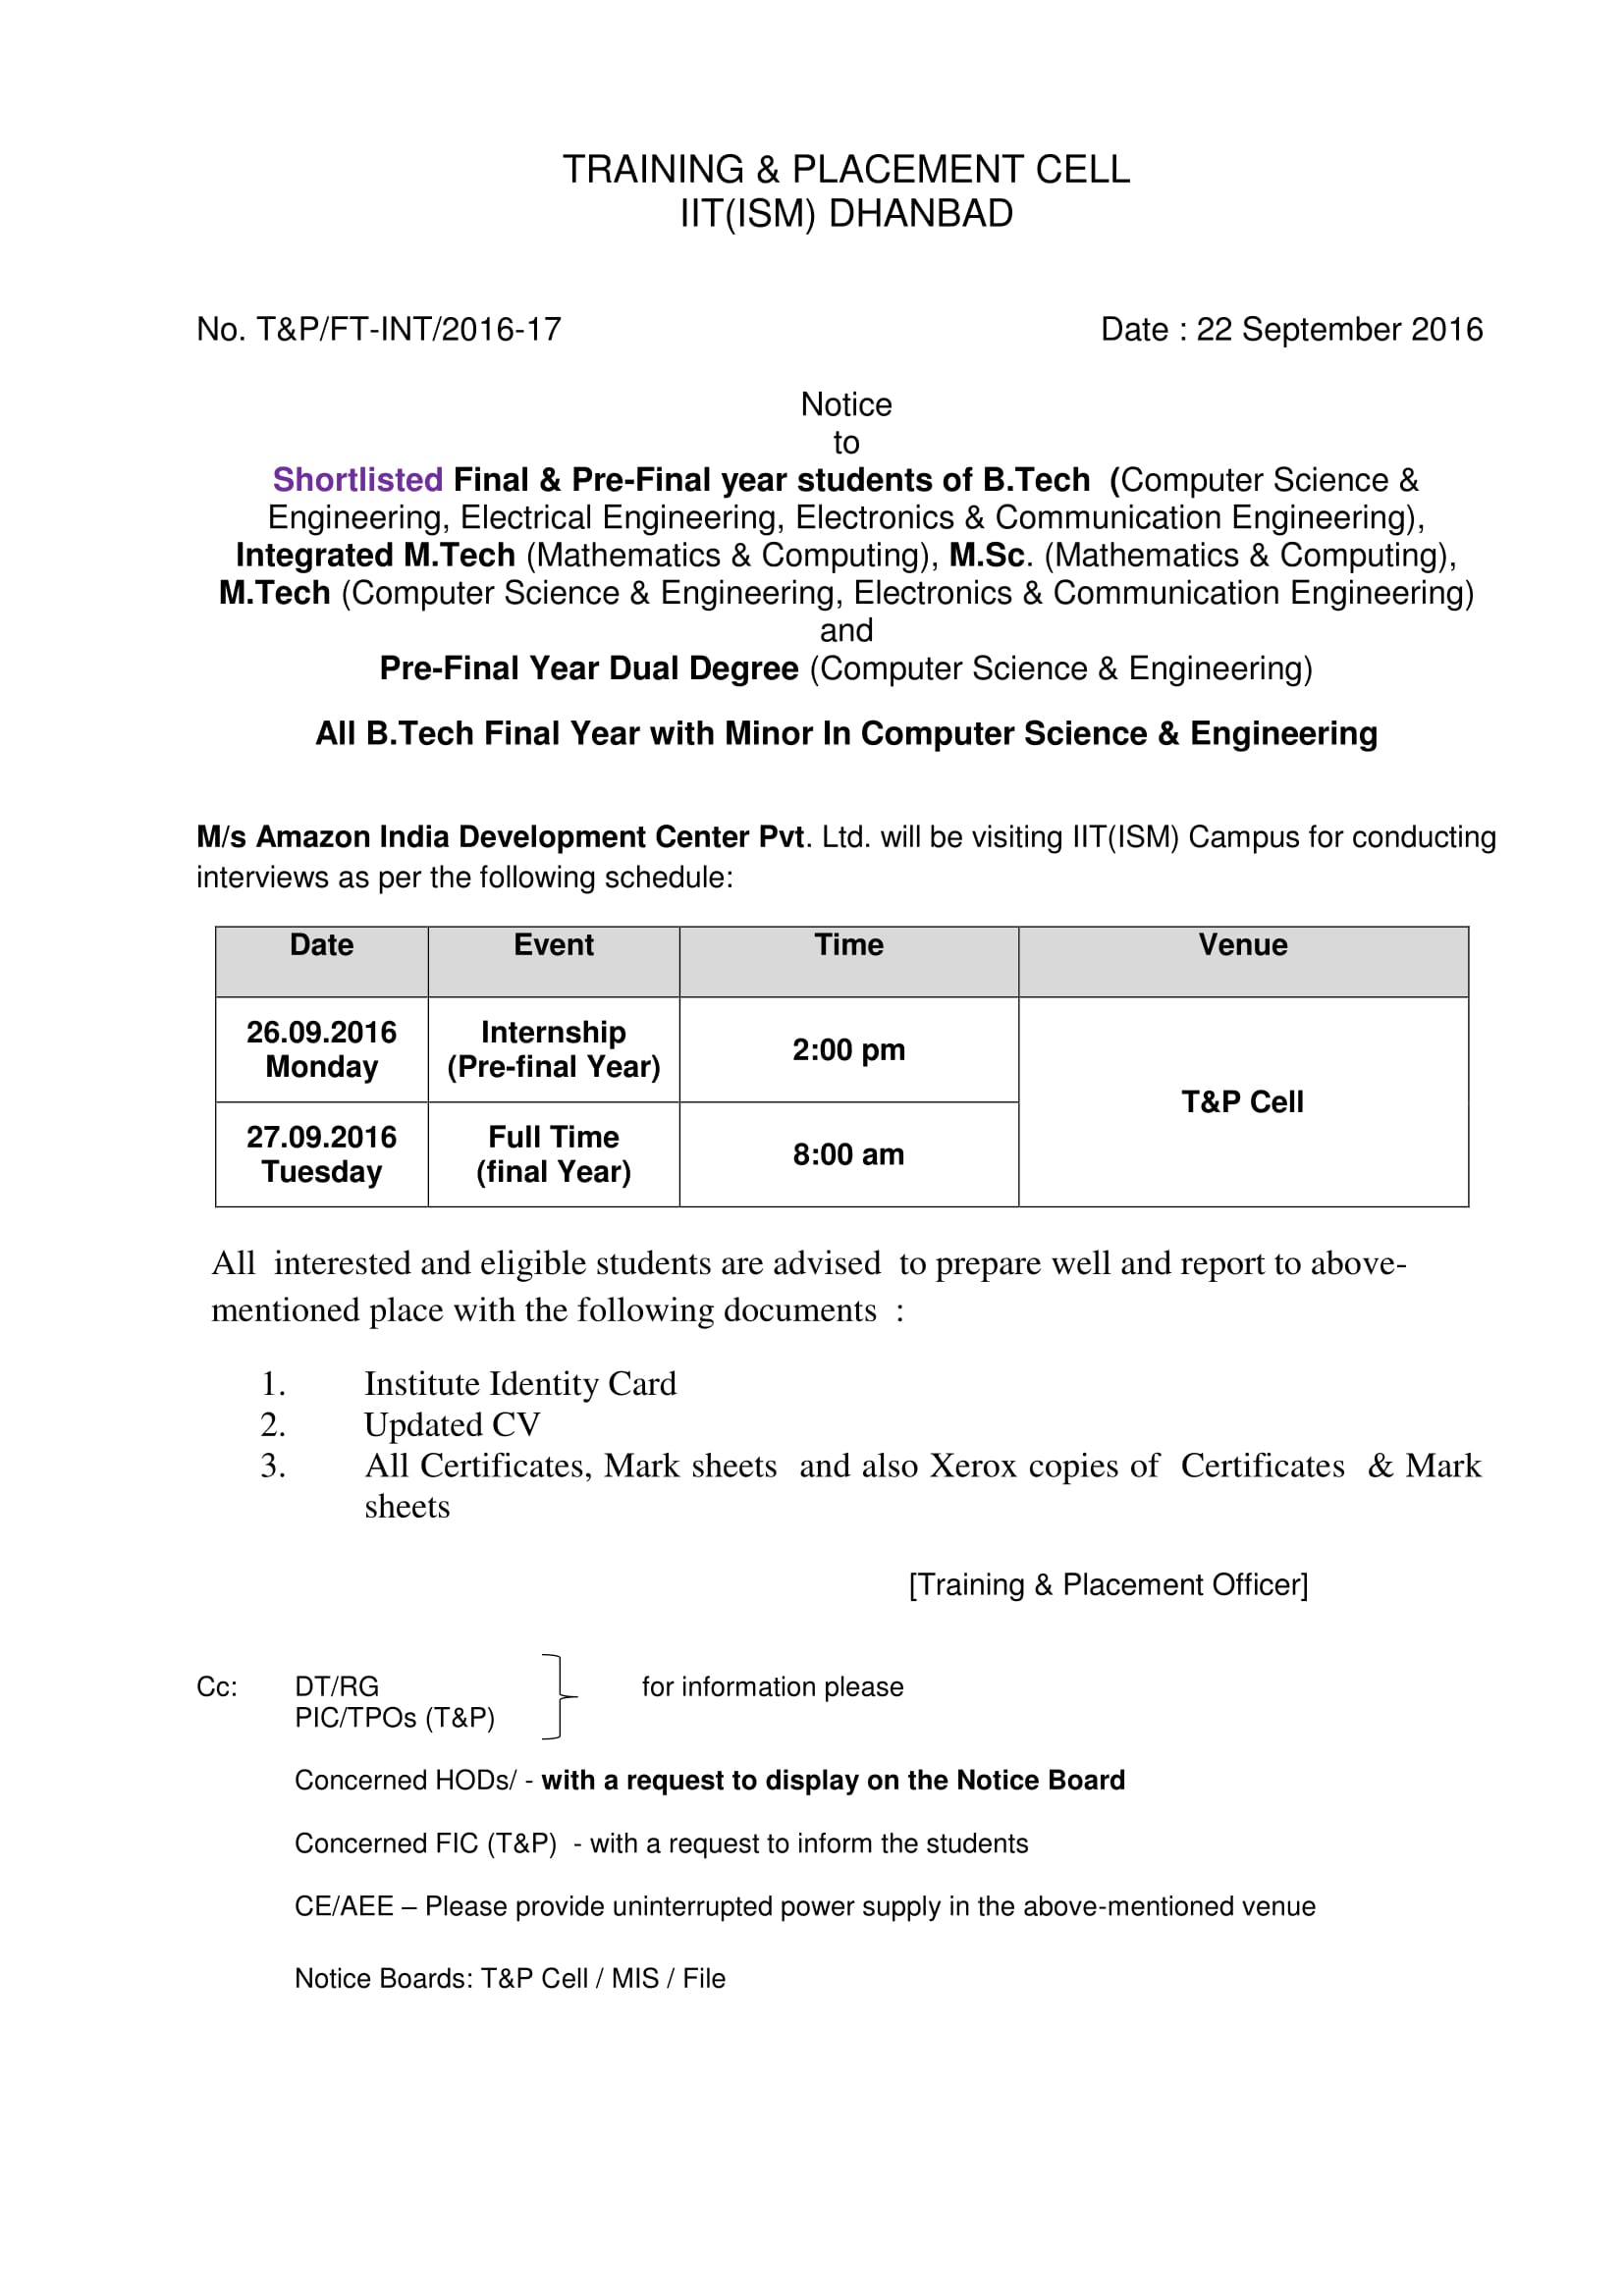 TRAINING & PLACEMENT CELL
IIT(ISM) DHANBAD
No. T&P/FT-INT/2016-17 Date : 22 September 2016
Notice
to
Shortlisted Final & Pre-Final year students of B.Tech (Computer Science &
Engineering, Electrical Engineering, Electronics & Communication Engineering),
Integrated M.Tech (Mathematics & Computing), M.Sc. (Mathematics & Computing),
M.Tech (Computer Science & Engineering, Electronics & Communication Engineering)
and
Pre-Final Year Dual Degree (Computer Science & Engineering)
All B.Tech Final Year with Minor In Computer Science & Engineering
M/s Amazon India Development Center Pvt. Ltd. will be visiting IIT(ISM) Campus for conducting
interviews as per the following schedule:
Date Event Time Venue
26.09.2016 Internship
Monday (Pre-final Year) 2:00 pm
T&P Cell
27.09.2016 Full Time
Tuesday (final Year) 8:00 am
All interested and eligible students are advised to prepare well and report to above-
mentioned place with the following documents :
1. Institute Identity Card
2. Updated CV
3. All Certificates, Mark sheets and also Xerox copies of Certificates & Mark
sheets
[Training & Placement Officer]
Cc: DT/RG for information please
PIC/TPOs (T&P)
Concerned HODs/ - with a request to display on the Notice Board
Concerned FIC (T&P) - with a request to inform the students
CE/AEE – Please provide uninterrupted power supply in the above-mentioned venue
Notice Boards: T&P Cell / MIS / File